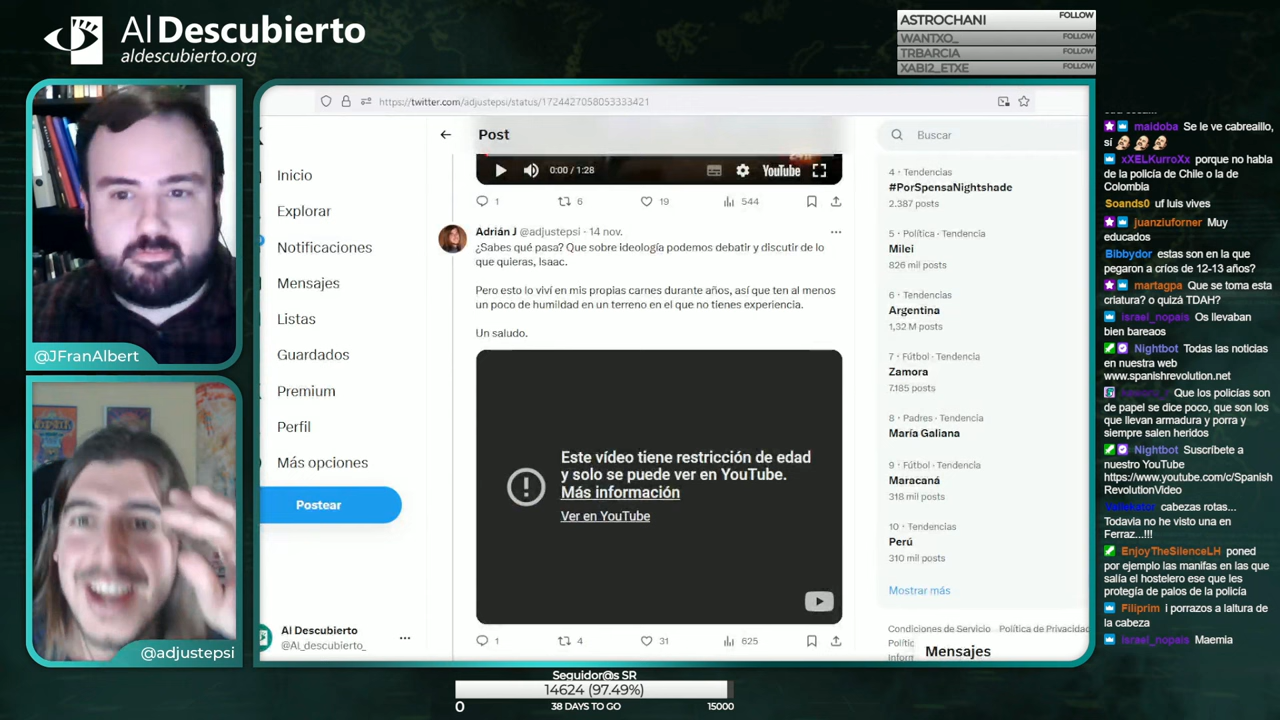 Al Descubierto
aldescubierto.org
ASTROCHANI FOLLOW
WANTXO_ FOLLOW
TRBARCIA FOLLOW
XABI2_ETXE FOLLOW
@JFranAlbert
@adjustepsi
https://twitter.com/adjustepsi/status/1724427058053333421
Post
Buscar
Inicio
Explorar
Notificaciones
Mensajes
Listas
Guardados
Premium
Perfil
Más opciones
Postear
Al Descubierto
@Al_descubierto_
0:00 / 1:28
YouTube
1 6 19 544
Adrián J @adjustepsi · 14 nov.
¿Sabes qué pasa? Que sobre ideología podemos debatir y discutir de lo
que quieras, Isaac.
Pero esto lo viví en mis propias carnes durante años, así que ten al menos
un poco de humildad en un terreno en el que no tienes experiencia.
Un saludo.
Este vídeo tiene restricción de edad
y solo se puede ver en YouTube.
Más información
Ver en YouTube
1 4 31 625
4 · Tendencias
#PorSpensaNightshade
2.387 posts
5 · Política · Tendencia
Milei
826 mil posts
6 · Tendencias
Argentina
1,32 M posts
7 · Fútbol · Tendencia
Zamora
7.185 posts
8 · Padres · Tendencia
María Galiana
9 · Fútbol · Tendencia
Maracaná
318 mil posts
10 · Tendencias
Perú
310 mil posts
Mostrar más
Condiciones de Servicio Política de Privacidad
Políti
Inform
Mensajes
maidoba Se le ve cabreaillo,
sí
xXELKurroXx porque no habla
de la policía de Chile o la de
Colombia
Soands0 uf luis vives
juanziuforner Muy
educados
Bibbydor estas son en la que
pegaron a críos de 12-13 años?
martagpa Que se toma esta
criatura? o quizá TDAH?
israel_nopais Os llevaban
bien bareaos
Nightbot Todas las noticias
en nuestra web
www.spanishrevolution.net
Que los policías son
de papel se dice poco, que son los
que llevan armadura y porra y
siempre salen heridos
Nightbot Suscríbete a
nuestro YouTube
https://www.youtube.com/c/Spanish
RevolutionVideo
cabezas rotas...
Todavia no he visto una en
Ferraz...!!!
EnjoyTheSilenceLH poned
por ejemplo las manifas en las que
salía el hostelero ese que les
protegía de palos de la policía
Filiprim i porrazos a laltura de
la cabeza
israel_nopais Maemia
Seguidor@s SR
14624 (97.49%)
0 38 DAYS TO GO 15000